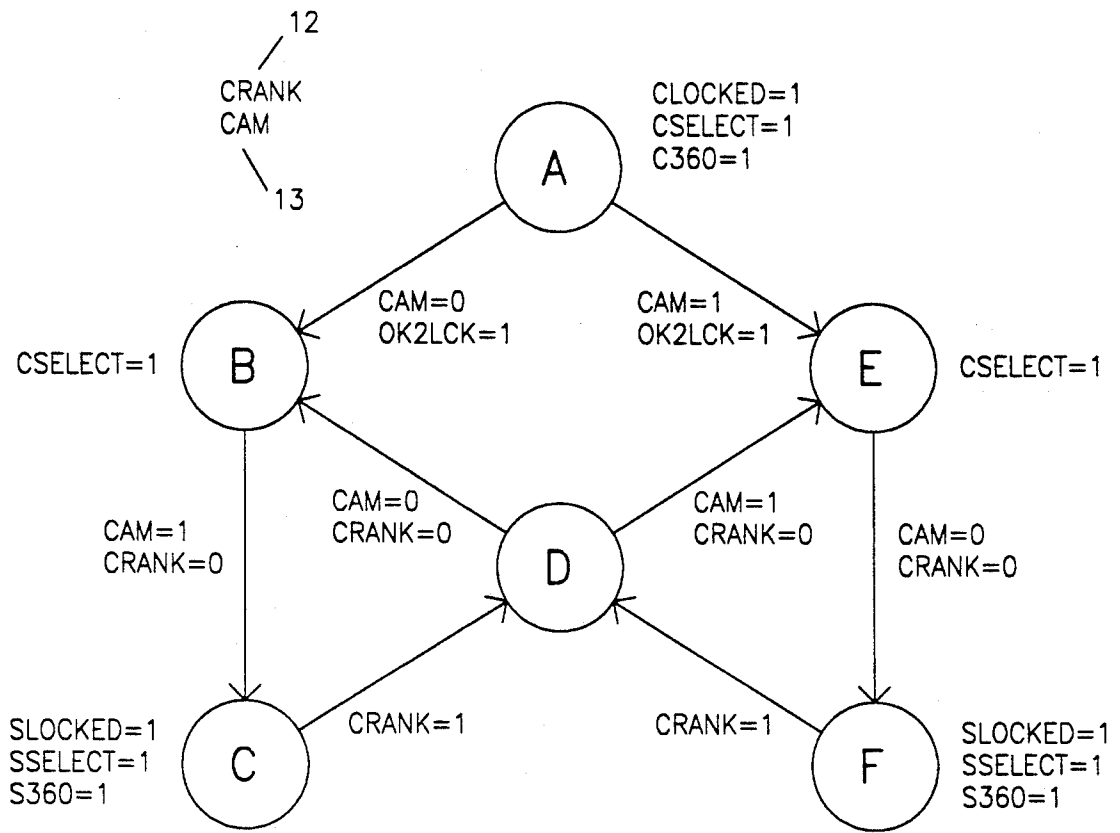 12
CRANK
CAM
13
A
CLOCKED=1
CSELECT=1
C360=1
CAM=0
OK2LCK=1
CAM=1
OK2LCK=1
CSELECT=1
B
E
CSELECT=1
CAM=1
CRANK=0
CAM=0
CRANK=0
CAM=1
CRANK=0
CAM=0
CRANK=0
D
SLOCKED=1
SSELECT=1
S360=1
C
CRANK=1
CRANK=1
F
SLOCKED=1
SSELECT=1
S360=1